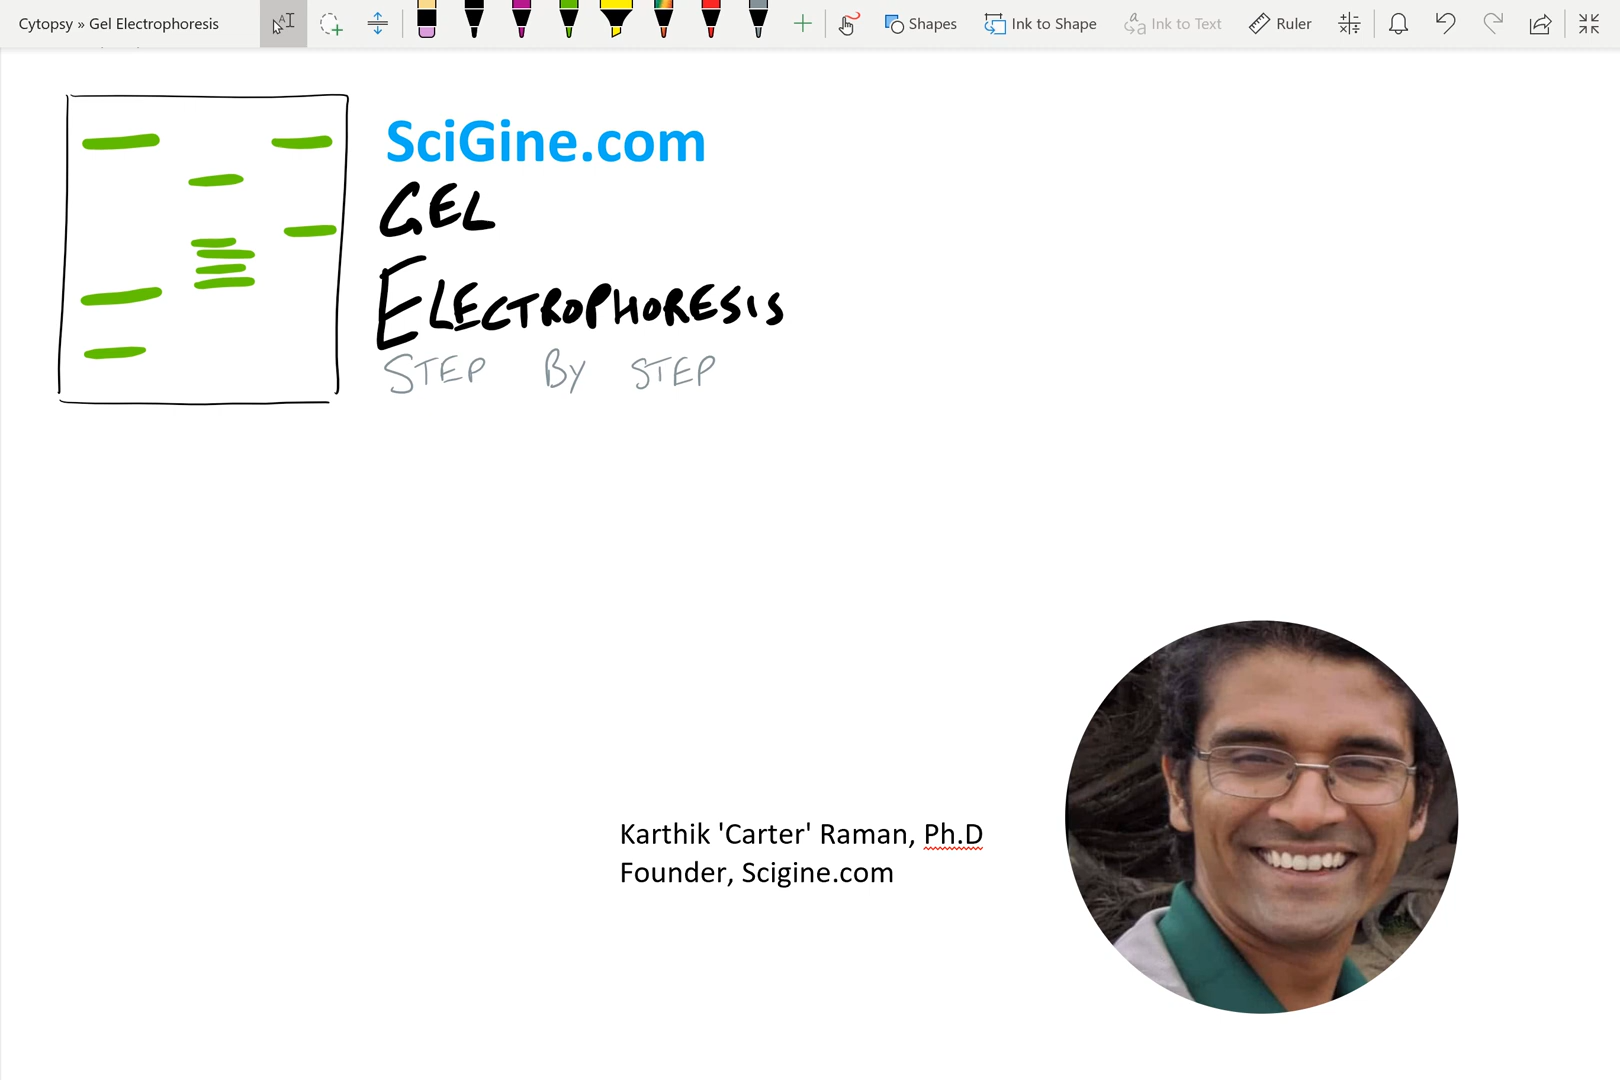 Cytopsy » Gel Electrophoresis
Shapes
Ink to Shape
Ink to Text
Ruler
SciGine.com
GEL
ELECTROPHORESIS
STEP BY STEP
Karthik 'Carter' Raman, Ph.D
Founder, Scigine.com